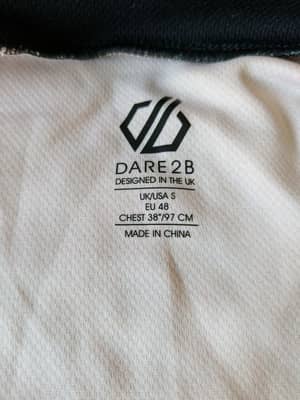 DARE 2B
DESIGNED IN THE UK
UK/USA S
EU 48
CHEST 38"/97 CM
MADE IN CHINA